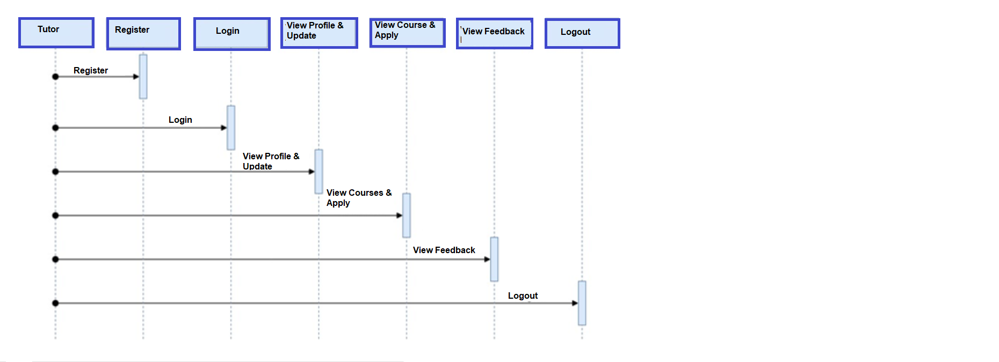 Tutor
Register
Login
View Profile &
Update
View Course &
Apply
View Feedback
Logout
Register
Login
View Profile &
Update
View Courses &
Apply
View Feedback
Logout